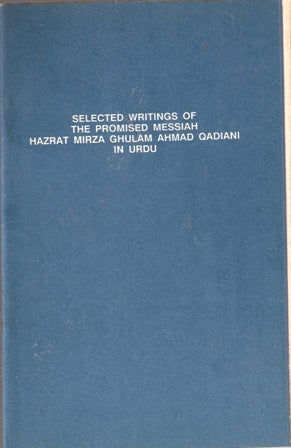 SELECTED WRITINGS OF
THE PROMISED MESSIAH
HAZRAT MIRZA GHULAM AHMAD QADIANI
IN URDU